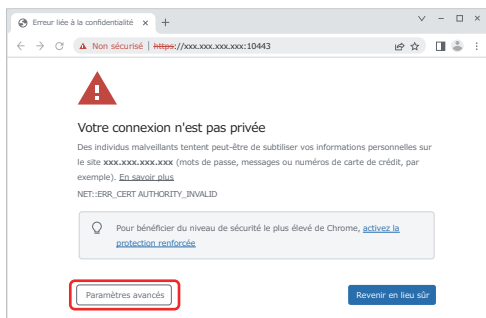 Erreur liée à la confidentialité
Non sécurisé | https://xxx.xxx.xxx.xxx:10443
Votre connexion n'est pas privée
Des individus malveillants tentent peut-être de subtiliser vos informations personnelles sur
le site xxx.xxx.xxx.xxx (mots de passe, messages ou numéros de carte de crédit, par
exemple). En savoir plus
NET::ERR_CERT AUTHORITY_INVALID
Pour bénéficier du niveau de sécurité le plus élevé de Chrome, activez la
protection renforcée
Paramètres avancés
Revenir en lieu sûr